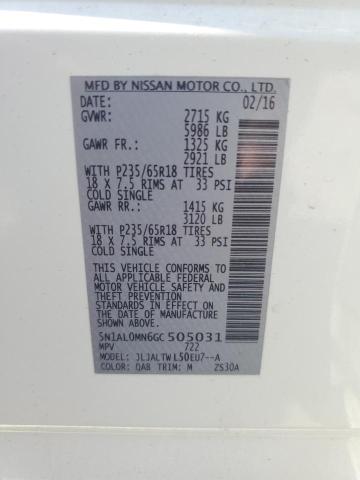 MFD BY NISSAN MOTOR CO., LTD.
DATE: 02/16
GVWR: 2715 KG
5986 LB
GAWR FR.: 1325 KG
2921 LB
WITH P235/65R18 TIRES
18 X 7.5 RIMS AT 33 PSI
COLD SINGLE
GAWR RR.: 1415 KG
3120 LB
WITH P235/65R18 TIRES
18 X 7.5 RIMS AT 33 PSI
COLD SINGLE
THIS VEHICLE CONFORMS TO
ALL APPLICABLE FEDERAL
MOTOR VEHICLE SAFETY AND
THEFT PREVENTION
STANDARDS IN EFFECT ON
THE DATE OF MANUFACTURE
SHOWN ABOVE.
5N1AL0MN6GC505031
MPV 722
MODEL: JLJALTWL50EU7--A
COLOR: QAB TRIM: M ZS30A